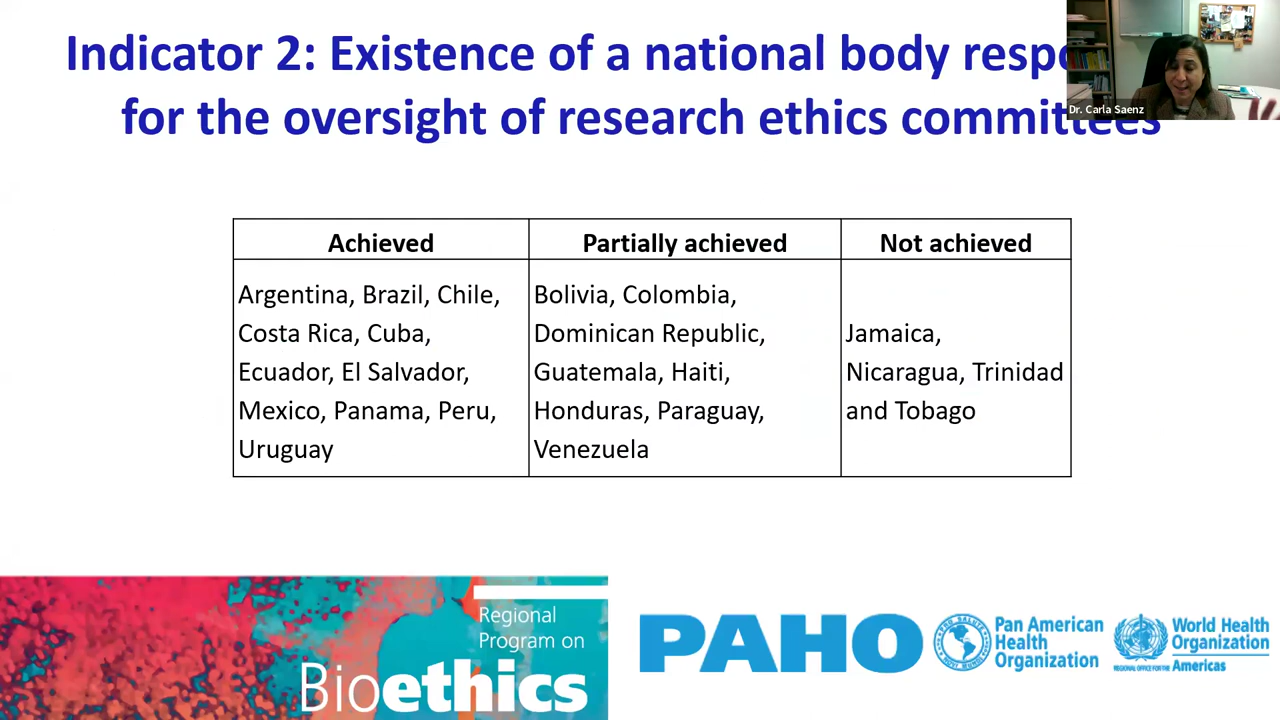 Indicator 2: Existence of a national body
for the oversight of research ethics committees
Dr. Carla Saenz
Achieved
Partially achieved
Not achieved
Argentina, Brazil, Chile,
Costa Rica, Cuba,
Ecuador, El Salvador,
Mexico, Panama, Peru,
Uruguay
Bolivia, Colombia,
Dominican Republic,
Guatemala, Haiti,
Honduras, Paraguay,
Venezuela
Jamaica,
Nicaragua, Trinidad
and Tobago
Regional
Program on
Bioethics
PAHO
Pan American
Health
Organization
World Health
Organization
REGIONAL OFFICE FOR THE Americas